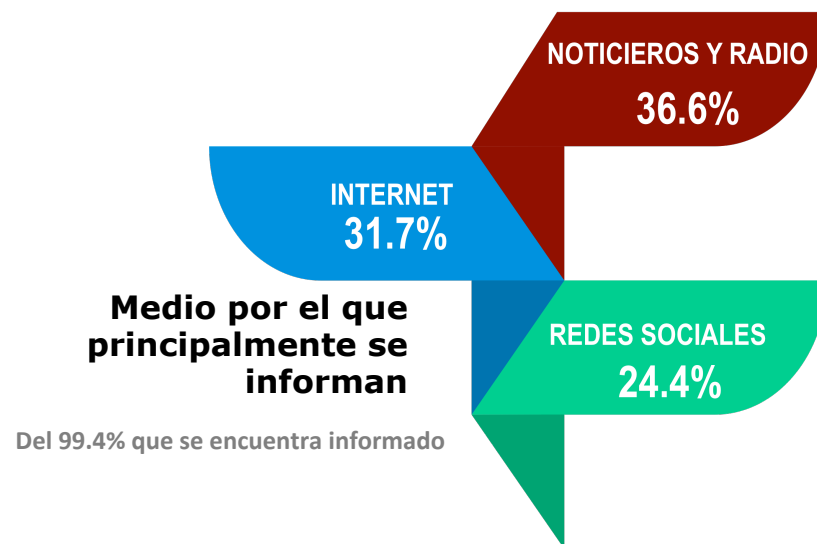 NOTICIEROS Y RADIO
36.6%
INTERNET
31.7%
Medio por el que
principalmente se
informan
REDES SOCIALES
24.4%
Del 99.4% que se encuentra informado